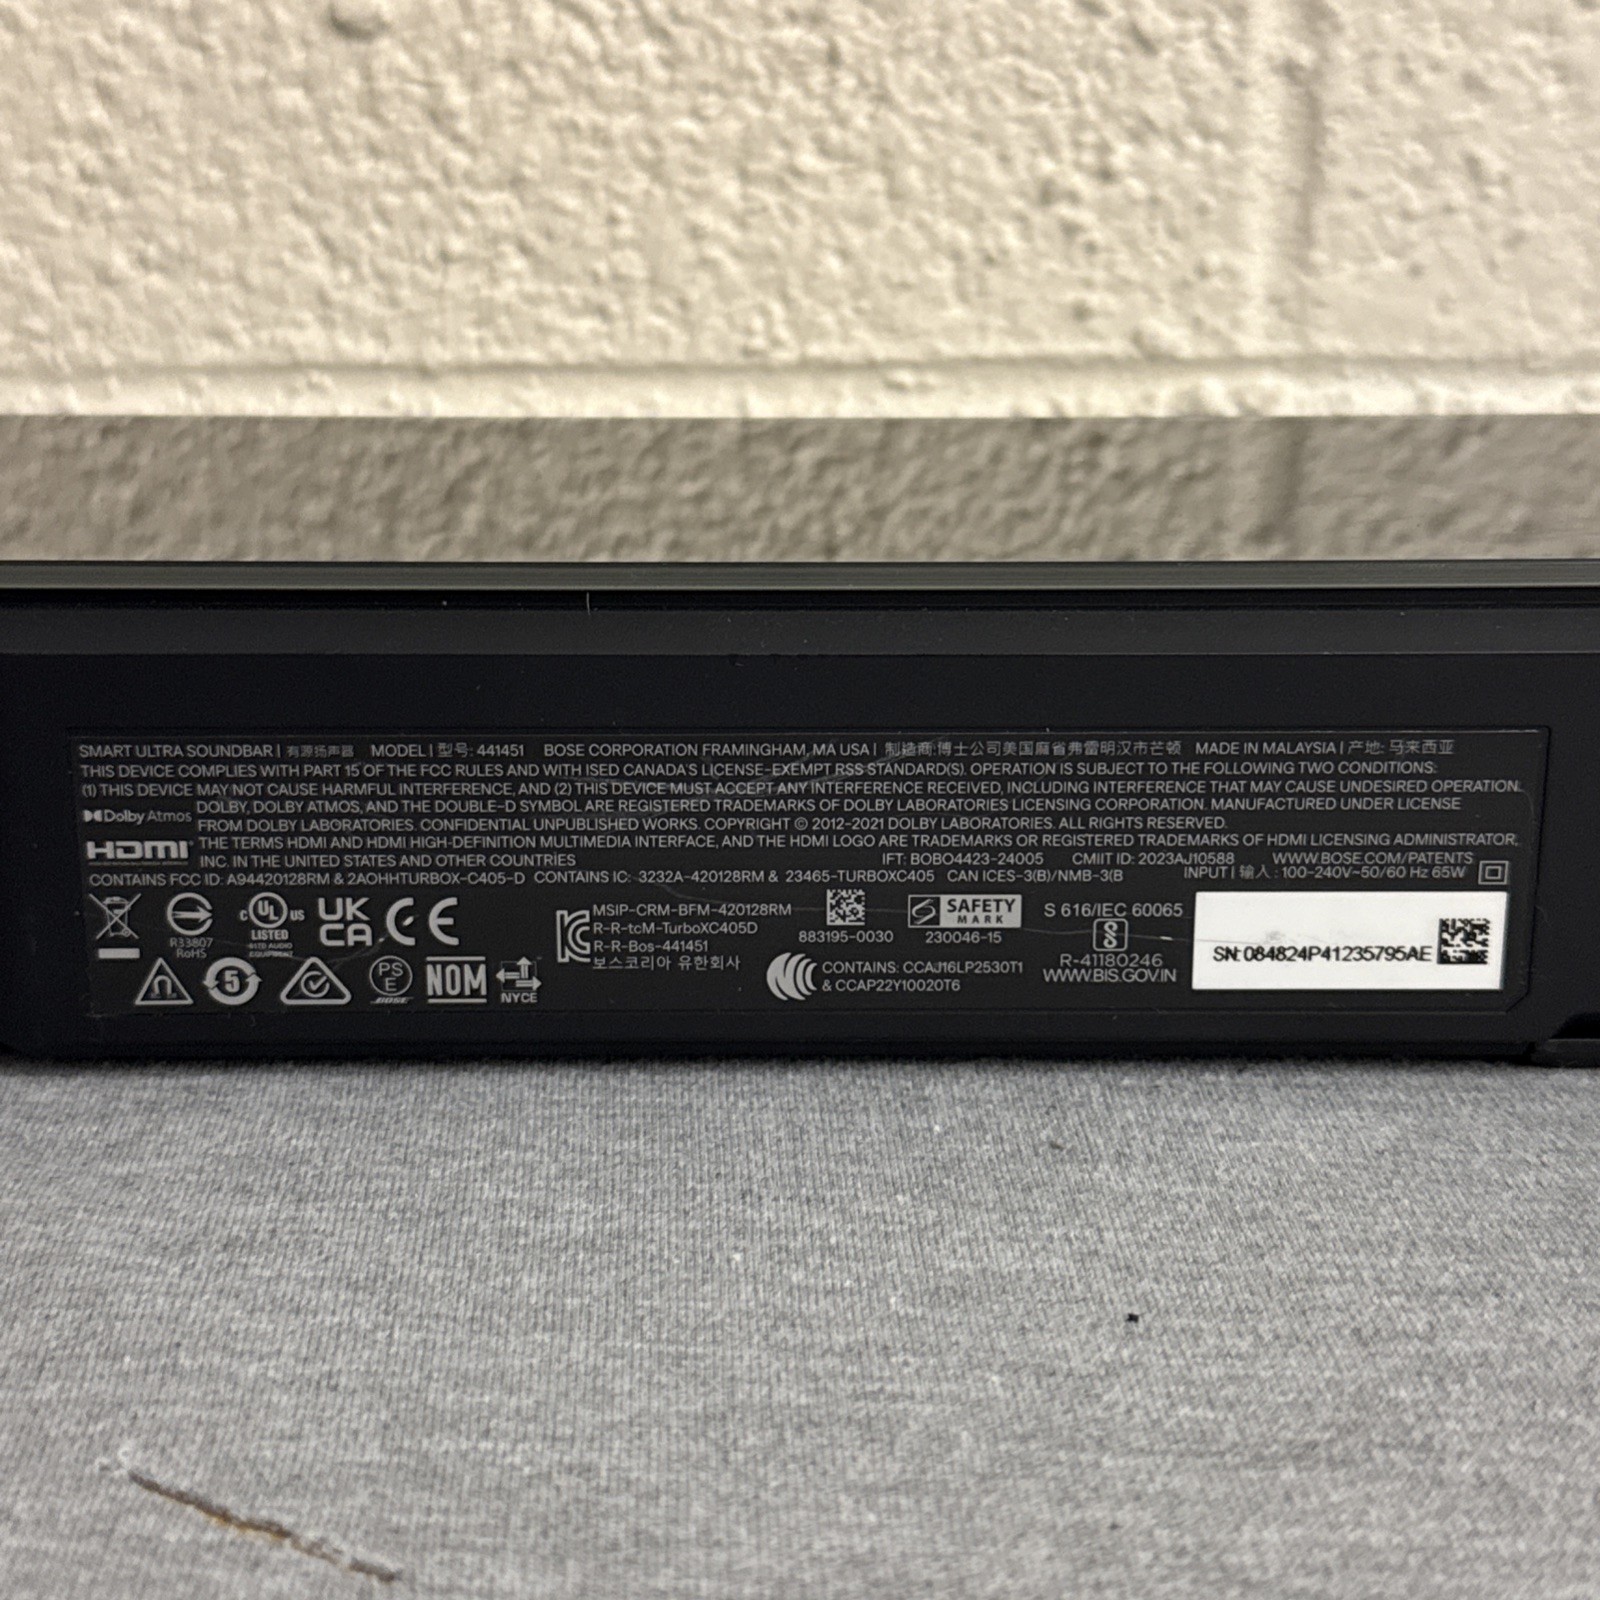 SMART ULTRA SOUNDBAR | 有源扬声器 MODEL | 型号: 441451 BOSE CORPORATION FRAMINGHAM, MA USA | 制造商:博士公司美国麻省弗雷明汉市芒顿 MADE IN MALAYSIA | 产地: 马来西亚
THIS DEVICE COMPLIES WITH PART 15 OF THE FCC RULES AND WITH ISED CANADA'S LICENSE-EXEMPT RSS STANDARD(S). OPERATION IS SUBJECT TO THE FOLLOWING TWO CONDITIONS:
(1) THIS DEVICE MAY NOT CAUSE HARMFUL INTERFERENCE, AND (2) THIS DEVICE MUST ACCEPT ANY INTERFERENCE RECEIVED, INCLUDING INTERFERENCE THAT MAY CAUSE UNDESIRED OPERATION.
Dolby Atmos
DOLBY, DOLBY ATMOS, AND THE DOUBLE-D SYMBOL ARE REGISTERED TRADEMARKS OF DOLBY LABORATORIES LICENSING CORPORATION. MANUFACTURED UNDER LICENSE
FROM DOLBY LABORATORIES. CONFIDENTIAL UNPUBLISHED WORKS. COPYRIGHT © 2012-2021 DOLBY LABORATORIES. ALL RIGHTS RESERVED.
HDMI
THE TERMS HDMI AND HDMI HIGH-DEFINITION MULTIMEDIA INTERFACE, AND THE HDMI LOGO ARE TRADEMARKS OR REGISTERED TRADEMARKS OF HDMI LICENSING ADMINISTRATOR,
INC. IN THE UNITED STATES AND OTHER COUNTRIES IFT: BOBO4423-24005 CMIIT ID: 2023AJ10588 WWW.BOSE.COM/PATENTS
CONTAINS FCC ID: A94420128RM & 2AOHHTURBOX-C405-D CONTAINS IC: 3232A-420128RM & 23465-TURBOXC405 CAN ICES-3(B)/NMB-3(B INPUT | 输入 : 100-240V~50/60 Hz 65W
R33807
RoHS
C UL US
LISTED
UK
CA
CE
5
PS
E
BOSE
NOM
NYCE
MSIP-CRM-BFM-420128RM
R-R-tcM-TurboXC405D
R-R-Bos-441451
보스코리아 유한회사
883195-0030
SAFETY
MARK
230046-15
CONTAINS: CCAJ16LP2530T1
& CCAP22Y10020T6
S 616/IEC 60065
R-41180246
WWW.BIS.GOV.IN
SN: 084824P41235795AE